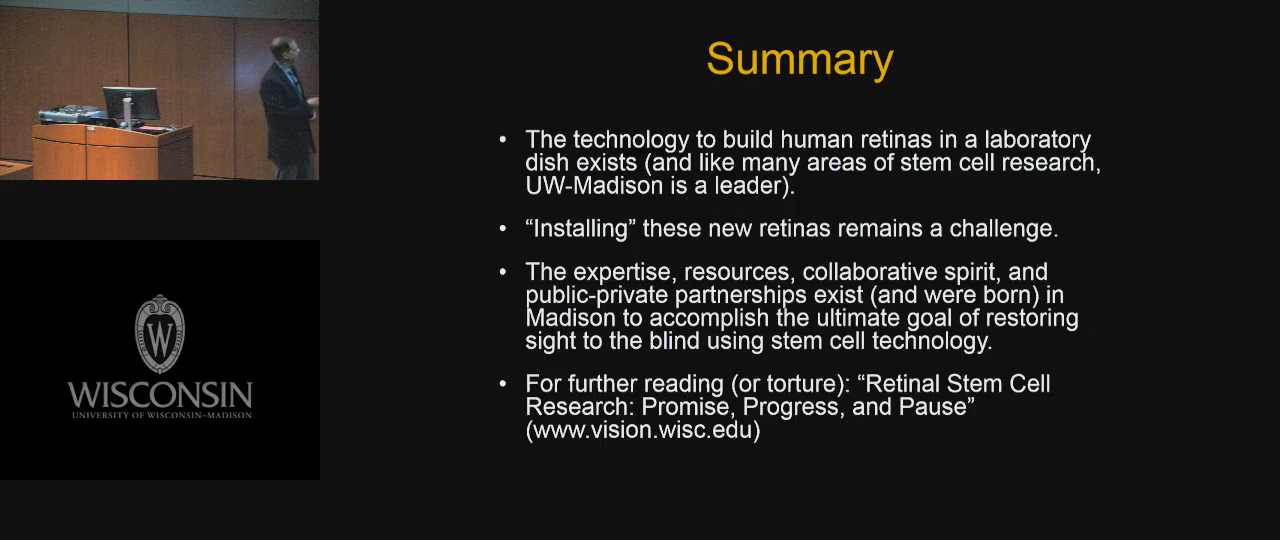 Summary
• The technology to build human retinas in a laboratory
dish exists (and like many areas of stem cell research,
UW-Madison is a leader).
• “Installing” these new retinas remains a challenge.
• The expertise, resources, collaborative spirit, and
public-private partnerships exist (and were born) in
Madison to accomplish the ultimate goal of restoring
sight to the blind using stem cell technology.
• For further reading (or torture): “Retinal Stem Cell
Research: Promise, Progress, and Pause”
(www.vision.wisc.edu)
W
WISCONSIN
UNIVERSITY OF WISCONSIN–MADISON